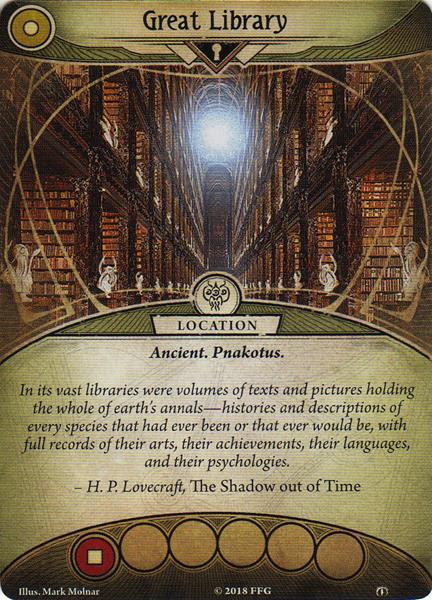 Great Library
LOCATION
Ancient. Pnakotus.
In its vast libraries were volumes of texts and pictures holding
the whole of earth's annals—histories and descriptions of
every species that had ever been or that ever would be, with
full records of their arts, their achievements, their languages,
and their psychologies.
– H. P. Lovecraft, The Shadow out of Time
Illus. Mark Molnar
© 2018 FFG